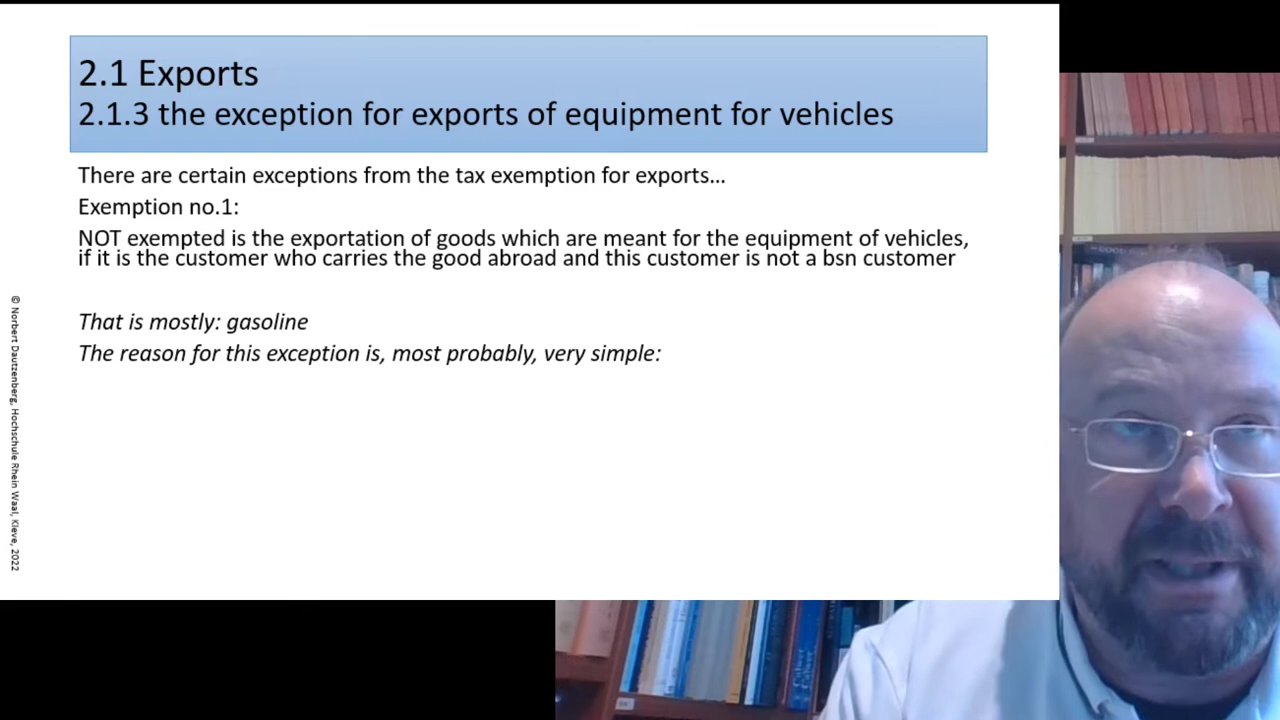 2.1 Exports
2.1.3 the exception for exports of equipment for vehicles
There are certain exceptions from the tax exemption for exports...
Exemption no.1:
NOT exempted is the exportation of goods which are meant for the equipment of vehicles,
if it is the customer who carries the good abroad and this customer is not a bsn customer
That is mostly: gasoline
The reason for this exception is, most probably, very simple:
© Norbert Dautzenberg, Hochschule Rhein Waal, Kleve, 2022